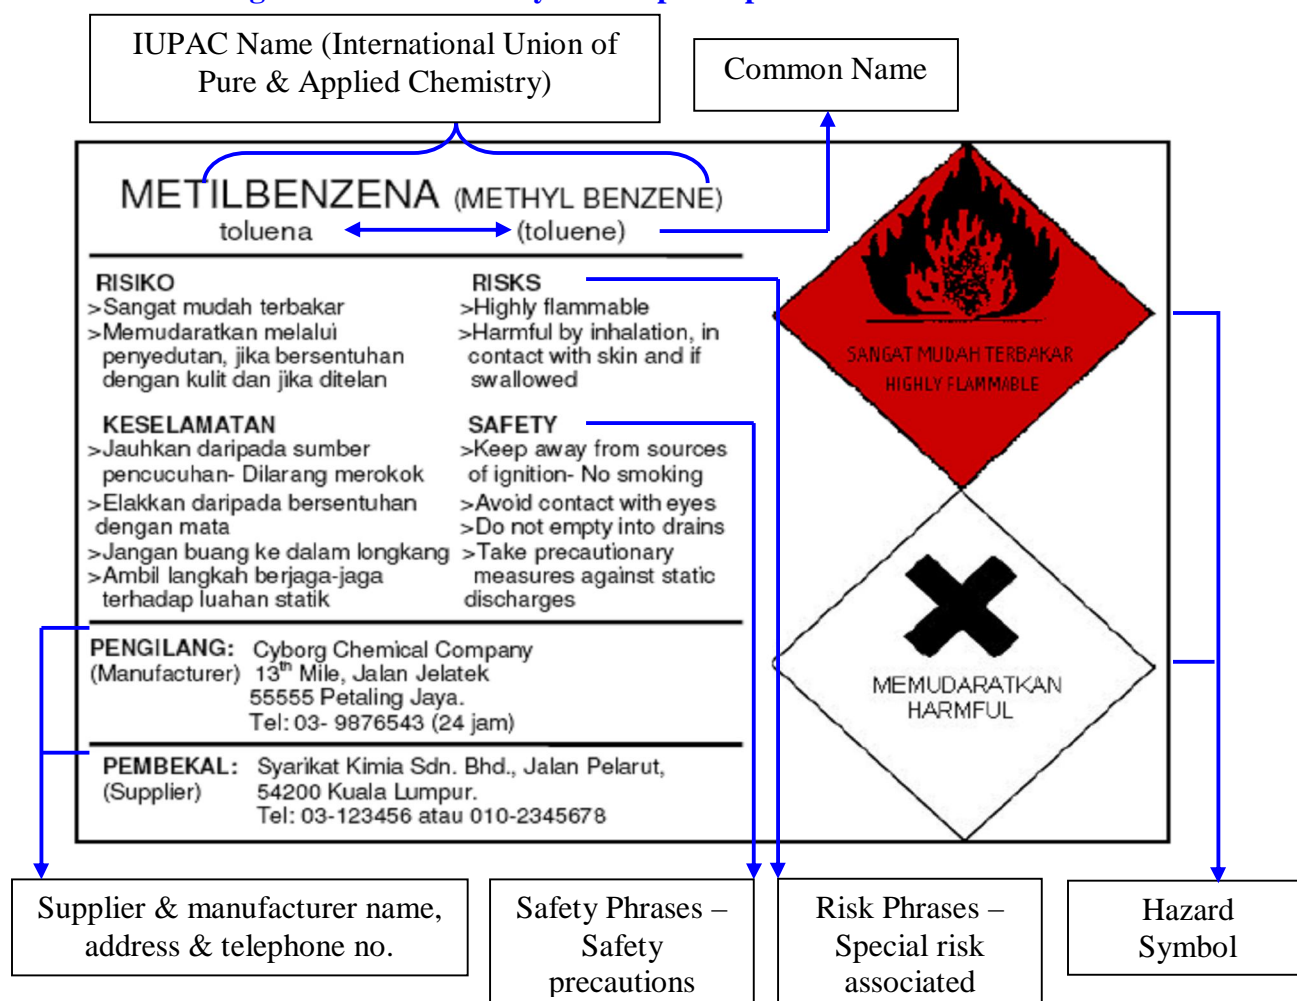 IUPAC Name (International Union of
Pure & Applied Chemistry)
Common Name
METILBENZENA (METHYL BENZENE)
toluena (toluene)
RISIKO
>Sangat mudah terbakar
>Memudaratkan melalui
penyedutan, jika bersentuhan
dengan kulit dan jika ditelan
RISKS
>Highly flammable
>Harmful by inhalation, in
contact with skin and if
swallowed
KESELAMATAN
>Jauhkan daripada sumber
pencucuhan- Dilarang merokok
>Elakkan daripada bersentuhan
dengan mata
>Jangan buang ke dalam longkang
>Ambil langkah berjaga-jaga
terhadap luahan statik
SAFETY
>Keep away from sources
of ignition- No smoking
>Avoid contact with eyes
>Do not empty into drains
>Take precautionary
measures against static
discharges
SANGAT MUDAH TERBAKAR
HIGHLY FLAMMABLE
MEMUDARATKAN
HARMFUL
PENGILANG: Cyborg Chemical Company
(Manufacturer) 13th Mile, Jalan Jelatek
55555 Petaling Jaya.
Tel: 03- 9876543 (24 jam)
PEMBEKAL: Syarikat Kimia Sdn. Bhd., Jalan Pelarut,
(Supplier) 54200 Kuala Lumpur.
Tel: 03-123456 atau 010-2345678
Supplier & manufacturer name,
address & telephone no.
Safety Phrases –
Safety
precautions
Risk Phrases –
Special risk
associated
Hazard
Symbol